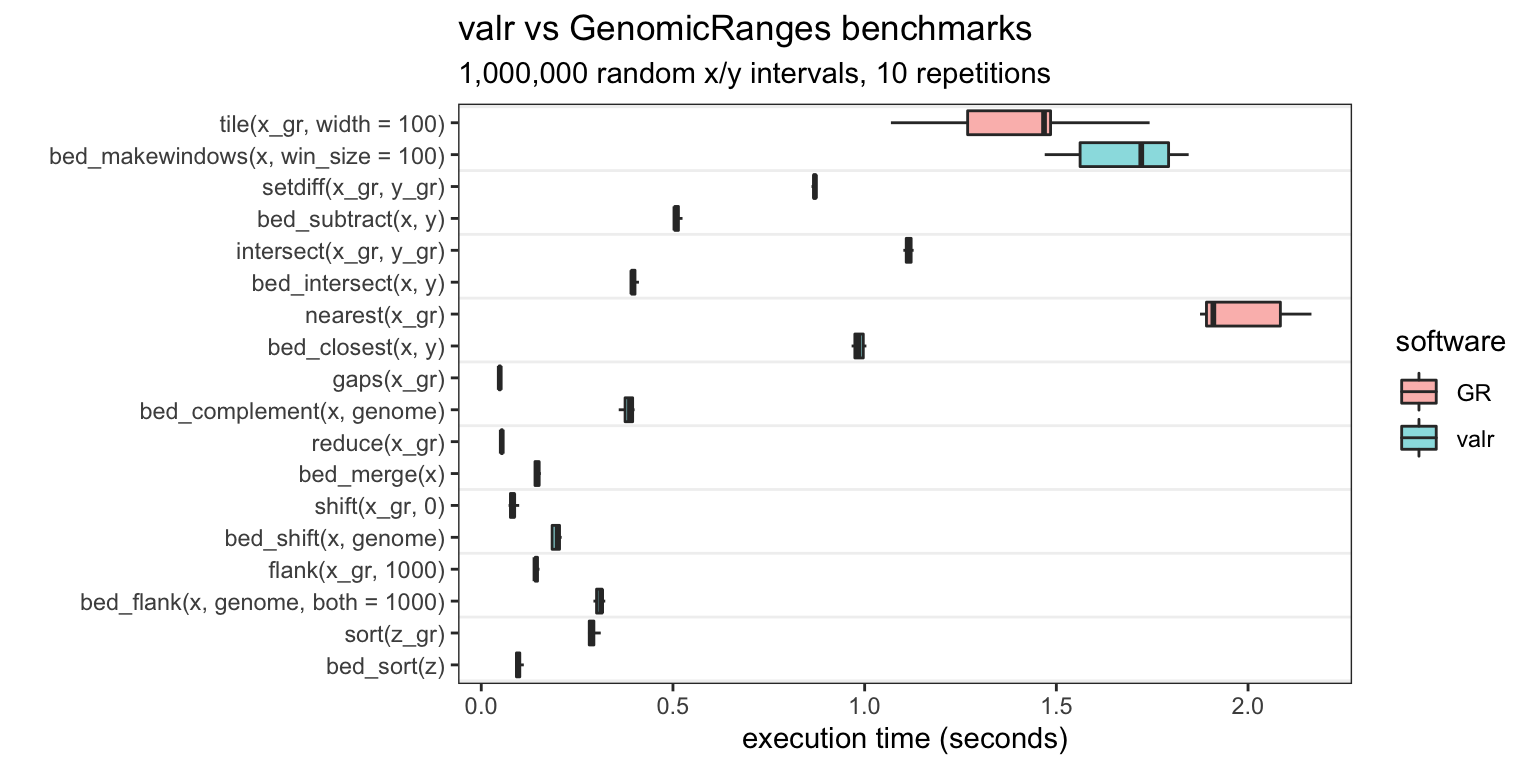 valr vs GenomicRanges benchmarks
1,000,000 random x/y intervals, 10 repetitions
tile(x_gr, width = 100)
bed_makewindows(x, win_size = 100)
setdiff(x_gr, y_gr)
bed_subtract(x, y)
intersect(x_gr, y_gr)
bed_intersect(x, y)
nearest(x_gr)
bed_closest(x, y)
gaps(x_gr)
bed_complement(x, genome)
reduce(x_gr)
bed_merge(x)
shift(x_gr, 0)
bed_shift(x, genome)
flank(x_gr, 1000)
bed_flank(x, genome, both = 1000)
sort(z_gr)
bed_sort(z)
0.0 0.5 1.0 1.5 2.0
execution time (seconds)
software
GR
valr